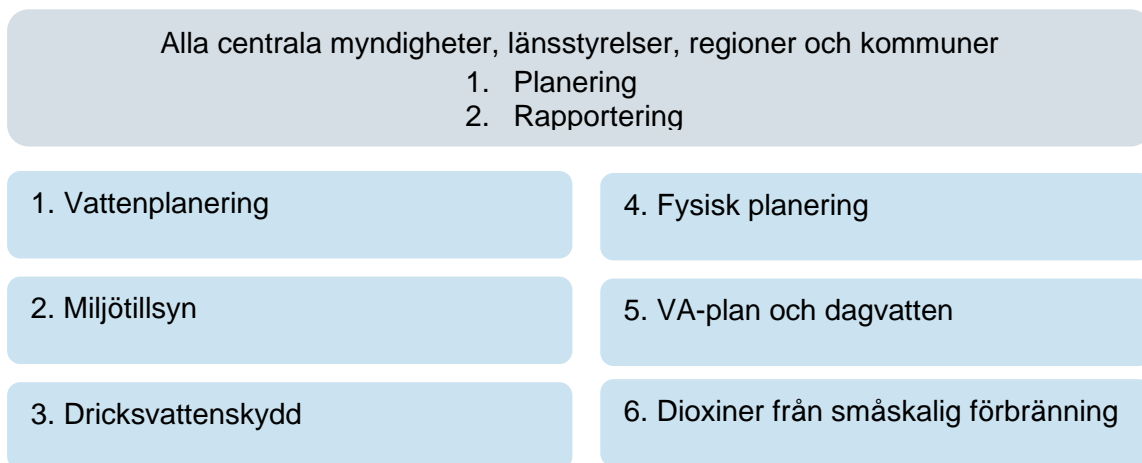 Alla centrala myndigheter, länsstyrelser, regioner och kommuner
1. Planering
2. Rapportering
1. Vattenplanering
2. Miljötillsyn
3. Dricksvattenskydd
4. Fysisk planering
5. VA-plan och dagvatten
6. Dioxiner från småskalig förbränning